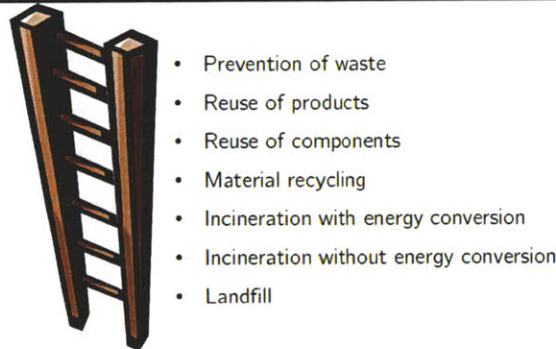 • Prevention of waste
• Reuse of products
• Reuse of components
• Material recycling
• Incineration with energy conversion
• Incineration without energy conversion
• Landfill